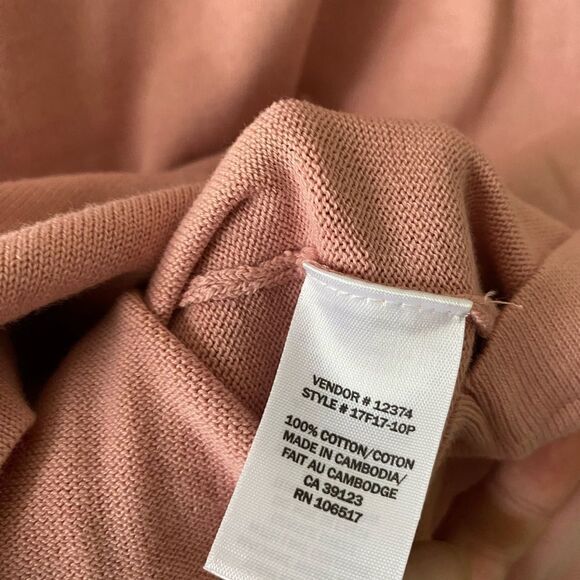 VENDOR # 12374
STYLE # 17F17-10P
100% COTTON/COTON
MADE IN CAMBODIA/
FAIT AU CAMBODGE
CA 39123
RN 106517